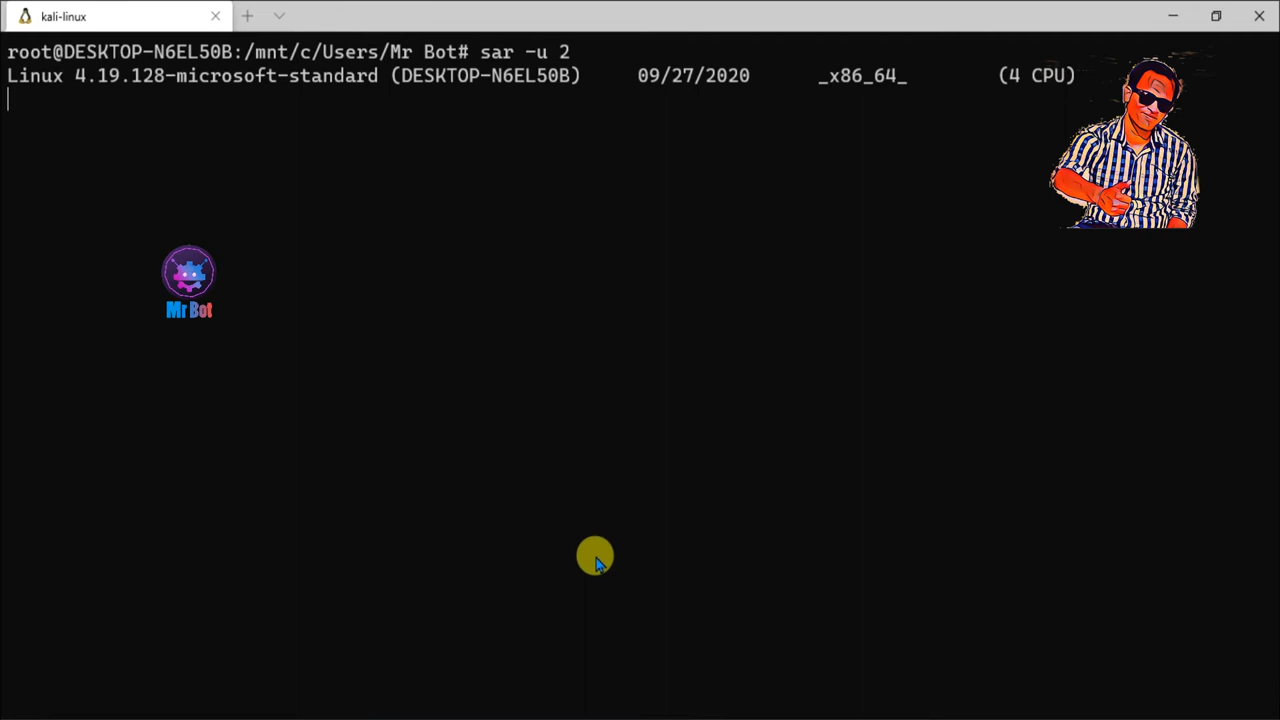 kali-linux
root@DESKTOP-N6EL50B:/mnt/c/Users/Mr Bot# sar -u 2
Linux 4.19.128-microsoft-standard (DESKTOP-N6EL50B) 09/27/2020 _x86_64_ (4 CPU)
Mr Bot